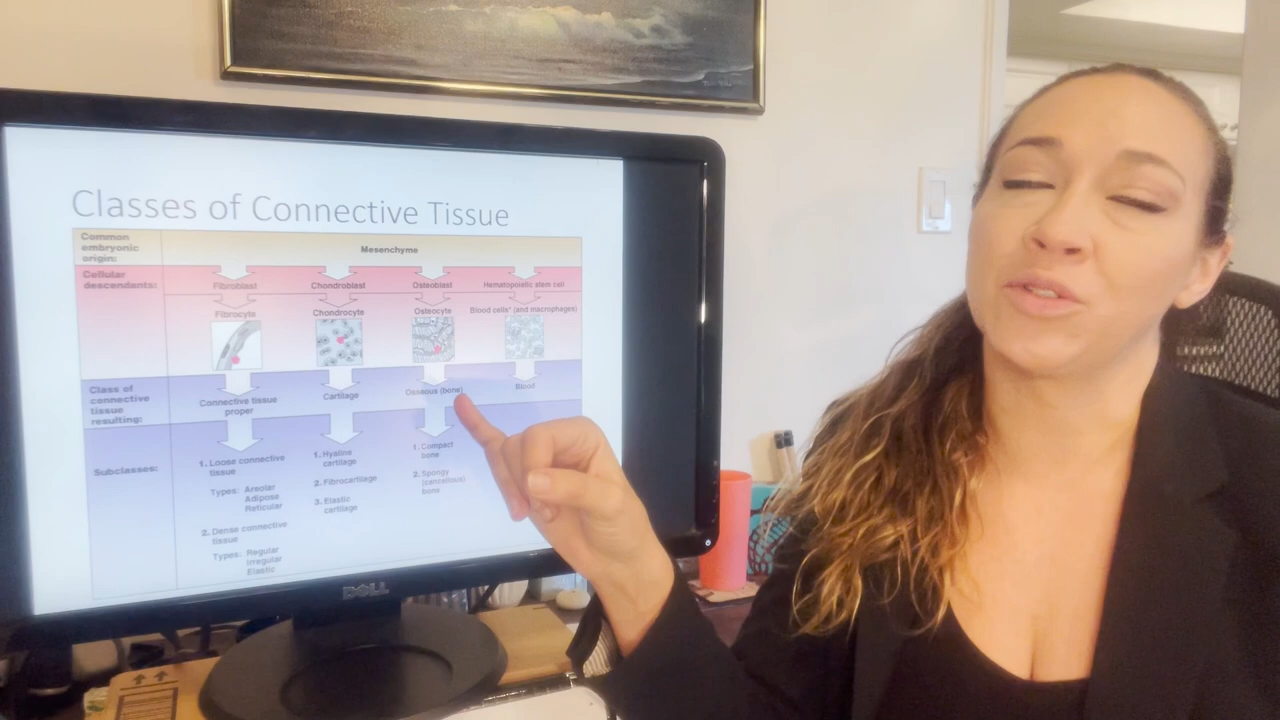 Classes of Connective Tissue
Common
embryonic
origin:
Mesenchyme
Cellular
descendants:
Fibroblast
Chondroblast
Osteoblast
Hematopoietic stem cell
Fibrocyte
Chondrocyte
Osteocyte
Blood cells* (and macrophages)
Class of
connective
tissue
resulting:
Connective tissue
proper
Cartilage
Osseous (bone)
Blood
Subclasses:
1. Loose connective
tissue
Types: Areolar
Adipose
Reticular
2. Dense connective
tissue
Types: Regular
Irregular
Elastic
1. Hyaline
cartilage
2. Fibrocartilage
3. Elastic
cartilage
1. Compact
bone
2. Spongy
(cancellous)
bone
DELL